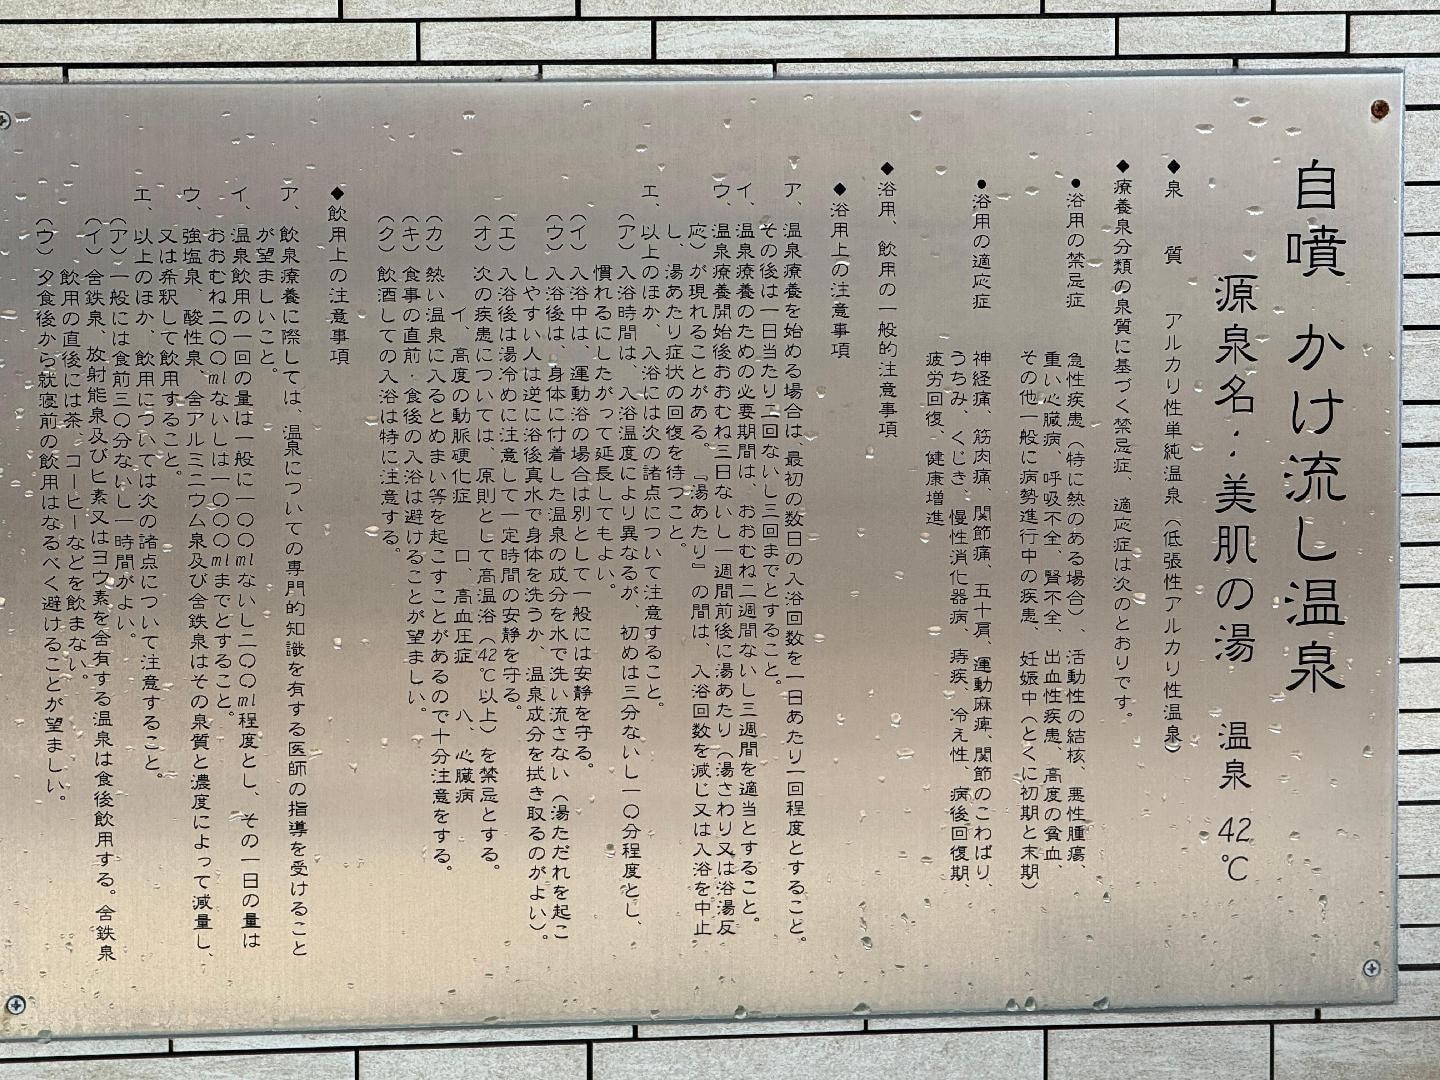 自噴 かけ流し温泉
源泉名：美肌の湯 温泉 42℃
◆泉 質 アルカリ性単純温泉（低張性アルカリ性温泉）
◆療養泉分類の泉質に基づく禁忌症、適応症は次のとおりです。
●浴用の禁忌症 急性疾患（特に熱のある場合）、活動性の結核、悪性腫瘍、
重い心臓病、呼吸不全、腎不全、出血性疾患、高度の貧血、
その他一般に病勢進行中の疾患、妊娠中（とくに初期と末期）
●浴用の適応症 神経痛、筋肉痛、関節痛、五十肩、運動麻痺、関節のこわばり、
うちみ、くじき、慢性消化器病、痔疾、冷え性、病後回復期、
疲労回復、健康増進
◆浴用、飲用の一般的注意事項
◆浴用上の注意事項
ア、温泉療養を始める場合は、最初の数日の入浴回数を一日あたり一回程度とすること。
その後は一日当たり二回ないし三回までとすること。
イ、温泉療養のための必要期間は、おおむね二週間ないし三週間を適当とすること。
ウ、温泉療養開始後おおむね三日ないし一週間前後に湯あたり（湯さわり又は浴湯反
応）が現れることがある。『湯あたり』の間は、入浴回数を減じ又は入浴を中止
し、湯あたり症状の回復を待つこと。
エ、以上のほか、入浴には次の諸点について注意すること。
（ア）入浴時間は、入浴温度により異なるが、初めは三分ないし一〇分程度とし、
慣れるにしたがって延長してもよい。
（イ）入浴中は、運動浴の場合は別として一般には安静を守る。
（ウ）入浴後は、身体に付着した温泉の成分を水で洗い流さない（湯ただれを起こ
しやすい人は逆に浴後真水で身体を洗うか、温泉成分を拭き取るのがよい）。
（エ）入浴後は湯冷めに注意して一定時間の安静を守る。
（オ）次の疾患については、原則として高温浴（42℃以上）を禁忌とする。
イ、高度の動脈硬化症 ロ、高血圧症 ハ、心臓病
（カ）熱い温泉に入るとめまい等を起こすことがあるので十分注意をする。
（キ）食事の直前・食後の入浴は避けることが望ましい。
（ク）飲酒しての入浴は特に注意する。
◆飲用上の注意事項
ア、飲泉療養に際しては、温泉についての専門的知識を有する医師の指導を受けること
が望ましいこと。
イ、温泉飲用の一回の量は一般に一〇〇mlないし二〇〇ml程度とし、その一日の量は
おおむね二〇〇mlないしは一〇〇〇mlまでとすること。
ウ、強塩泉、酸性泉、含アルミニウム泉及び含鉄泉はその泉質と濃度によって減量し、
又は希釈して飲用すること。
エ、以上のほか、飲用については次の諸点について注意すること。
（ア）一般には食前三〇分ないし一時間がよい。
（イ）含鉄泉、放射能泉及びヒ素又はヨウ素を含有する温泉は食後飲用する。含鉄泉
飲用の直後には茶、コーヒーなどを飲まない。
（ウ）夕食後から就寝前の飲用はなるべく避けることが望ましい。